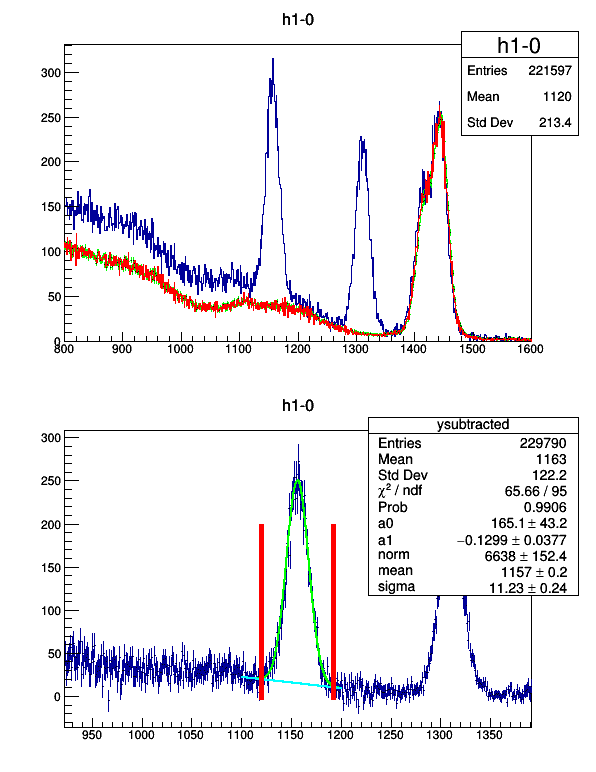 h1-0
h1-0
Entries 221597
Mean 1120
Std Dev 213.4
300
250
200
150
100
50
0
800 900 1000 1100 1200 1300 1400 1500 1600
h1-0
ysubtracted
Entries 229790
Mean 1163
Std Dev 122.2
χ² / ndf 65.66 / 95
Prob 0.9906
a0 165.1 ± 43.2
a1 −0.1299 ± 0.0377
norm 6638 ± 152.4
mean 1157 ± 0.2
sigma 11.23 ± 0.24
300
250
200
150
100
50
0
950 1000 1050 1100 1150 1200 1250 1300 1350